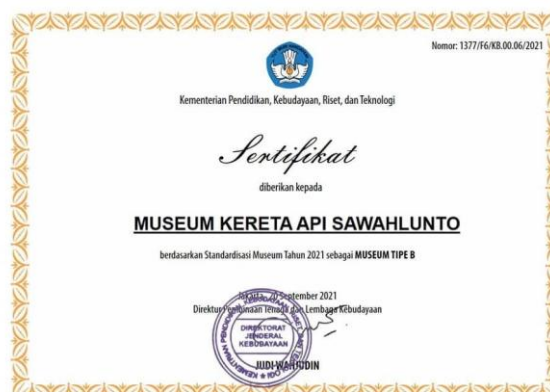 Nomor: 1377/F6/KB.00.06/2021
Kementerian Pendidikan, Kebudayaan, Riset, dan Teknologi
Sertifikat
diberikan kepada
MUSEUM KERETA API SAWAHLUNTO
berdasarkan Standardisasi Museum Tahun 2021 sebagai MUSEUM TIPE B
Jakarta, 20 September 2021
Direktur Pembinaan Tenaga dan Lembaga Kebudayaan
DIREKTORAT
JENDERAL
KEBUDAYAAN
JUDI WAHJUDIN